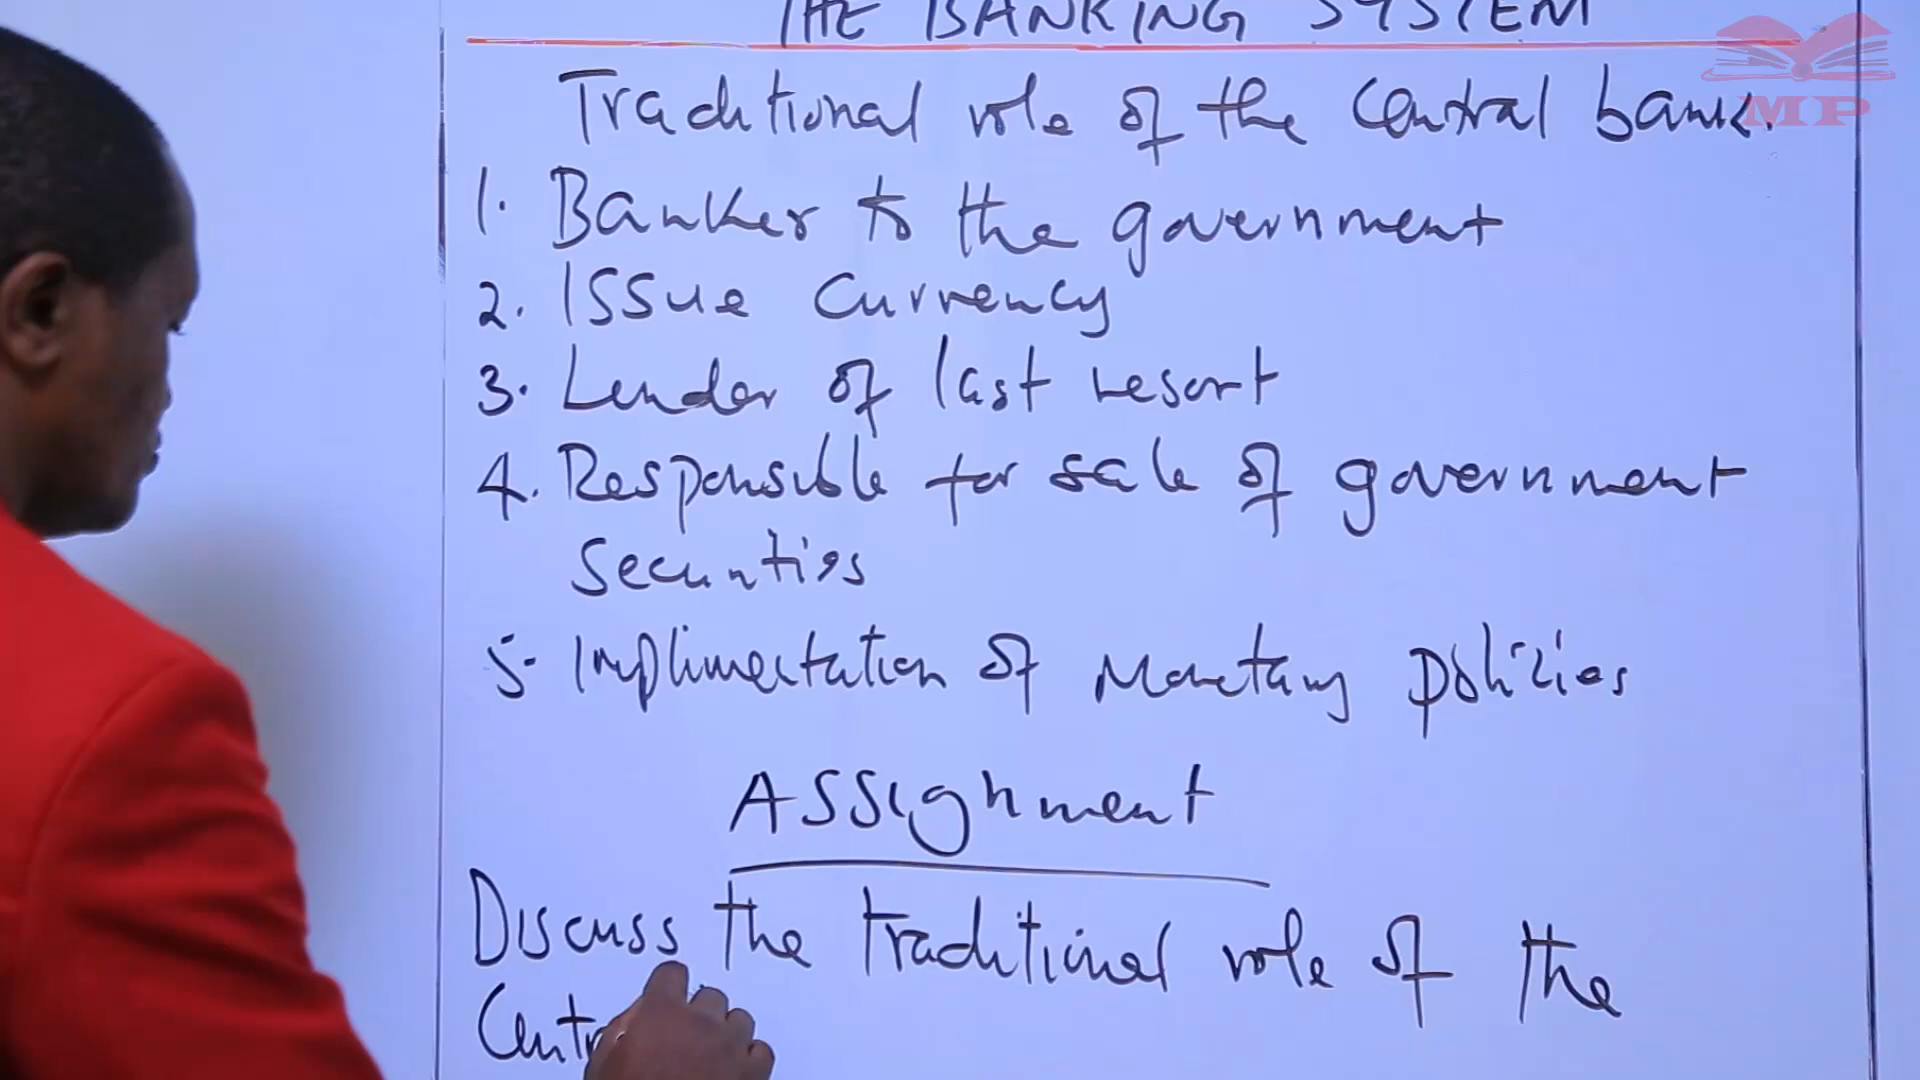 THE BANKING SYSTEM
MP
Traditional role of the Central bank.
1. Banker to the government
2. Issue Currency
3. Lender of last resort
4. Responsible for sale of government
Securities
5. Implimentation of Monetary policies
Assignment
Discuss the traditional role of the
Centr